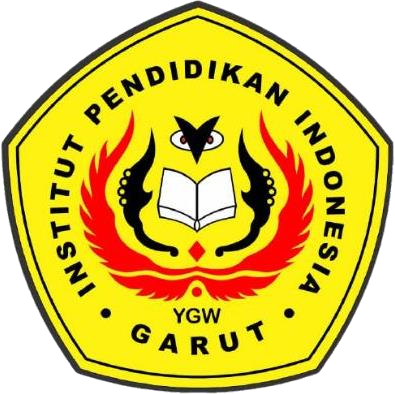 INSTITUT PENDIDIKAN INDONESIA
YGW
• GARUT •